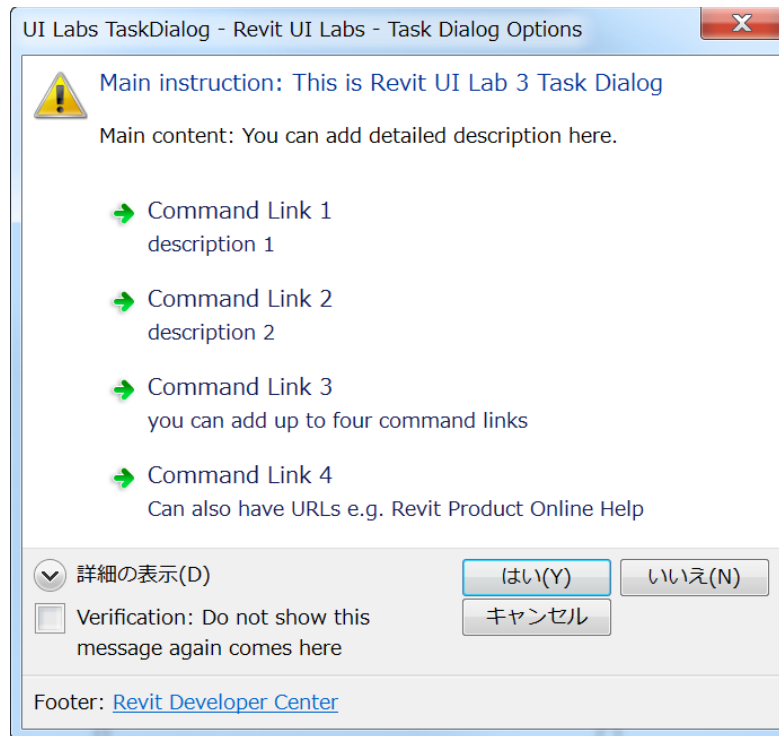 UI Labs TaskDialog - Revit UI Labs - Task Dialog Options
Main instruction: This is Revit UI Lab 3 Task Dialog
Main content: You can add detailed description here.
Command Link 1
description 1
Command Link 2
description 2
Command Link 3
you can add up to four command links
Command Link 4
Can also have URLs e.g. Revit Product Online Help
詳細の表示(D)
はい(Y)
いいえ(N)
キャンセル
Verification: Do not show this
message again comes here
Footer: Revit Developer Center